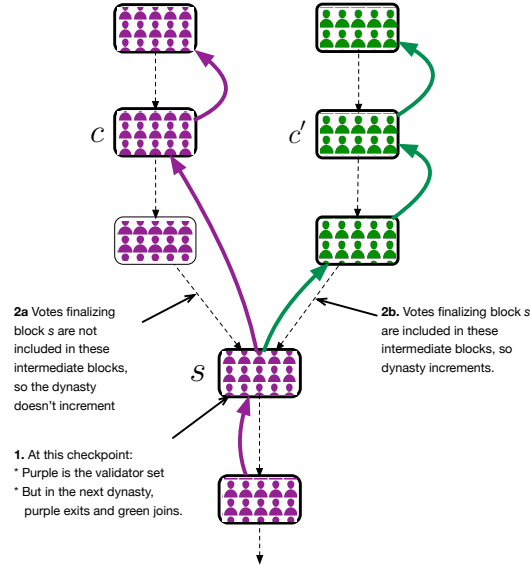 c
c′
2a Votes finalizing
block s are not
included in these
intermediate blocks,
so the dynasty
doesn't increment
2b. Votes finalizing block s
are included in these
intermediate blocks, so
dynasty increments.
s
1. At this checkpoint:
* Purple is the validator set
* But in the next dynasty,
purple exits and green joins.